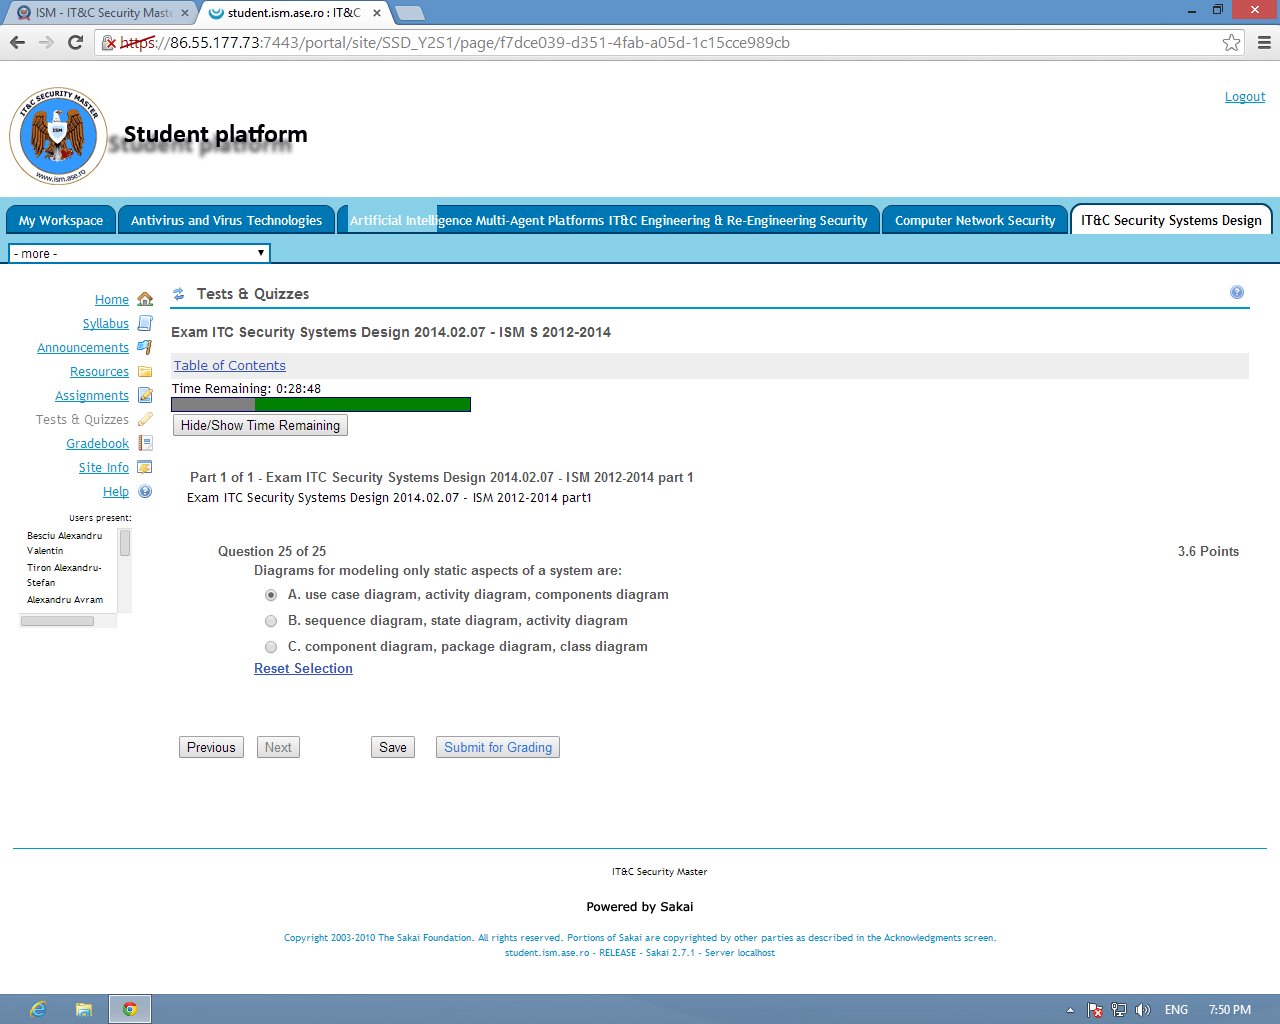 ISM - IT&C Security Maste
student.ism.ase.ro : IT&C
https://86.55.177.73:7443/portal/site/SSD_Y2S1/page/f7dce039-d351-4fab-a05d-1c15cce989cb
IT&C SECURITY MASTER
ISM
www.ism.ase.ro
Student platform
Logout
My Workspace
Antivirus and Virus Technologies
Artificial Intelligence Multi-Agent Platforms IT&C Engineering & Re-Engineering Security
Computer Network Security
IT&C Security Systems Design
- more -
Home
Syllabus
Announcements
Resources
Assignments
Tests & Quizzes
Gradebook
Site Info
Help
Users present:
Besciu Alexandru
Valentin
Tiron Alexandru-
Stefan
Alexandru Avram
Tests & Quizzes
Exam ITC Security Systems Design 2014.02.07 - ISM S 2012-2014
Table of Contents
Time Remaining: 0:28:48
Hide/Show Time Remaining
Part 1 of 1 - Exam ITC Security Systems Design 2014.02.07 - ISM 2012-2014 part 1
Exam ITC Security Systems Design 2014.02.07 - ISM 2012-2014 part1
Question 25 of 25
3.6 Points
Diagrams for modeling only static aspects of a system are:
A. use case diagram, activity diagram, components diagram
B. sequence diagram, state diagram, activity diagram
C. component diagram, package diagram, class diagram
Reset Selection
Previous
Next
Save
Submit for Grading
IT&C Security Master
Powered by Sakai
Copyright 2003-2010 The Sakai Foundation. All rights reserved. Portions of Sakai are copyrighted by other parties as described in the Acknowledgments screen.
student.ism.ase.ro - RELEASE - Sakai 2.7.1 - Server localhost
ENG
7:50 PM